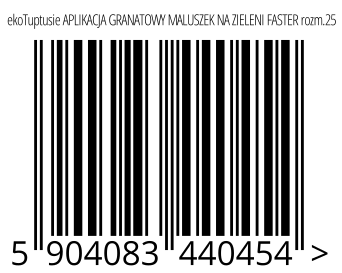 ekoTuptusie APLIKACJA GRANATOWY MALUSZEK NA ZIELENI FASTER rozm.25
5 904083 440454 >